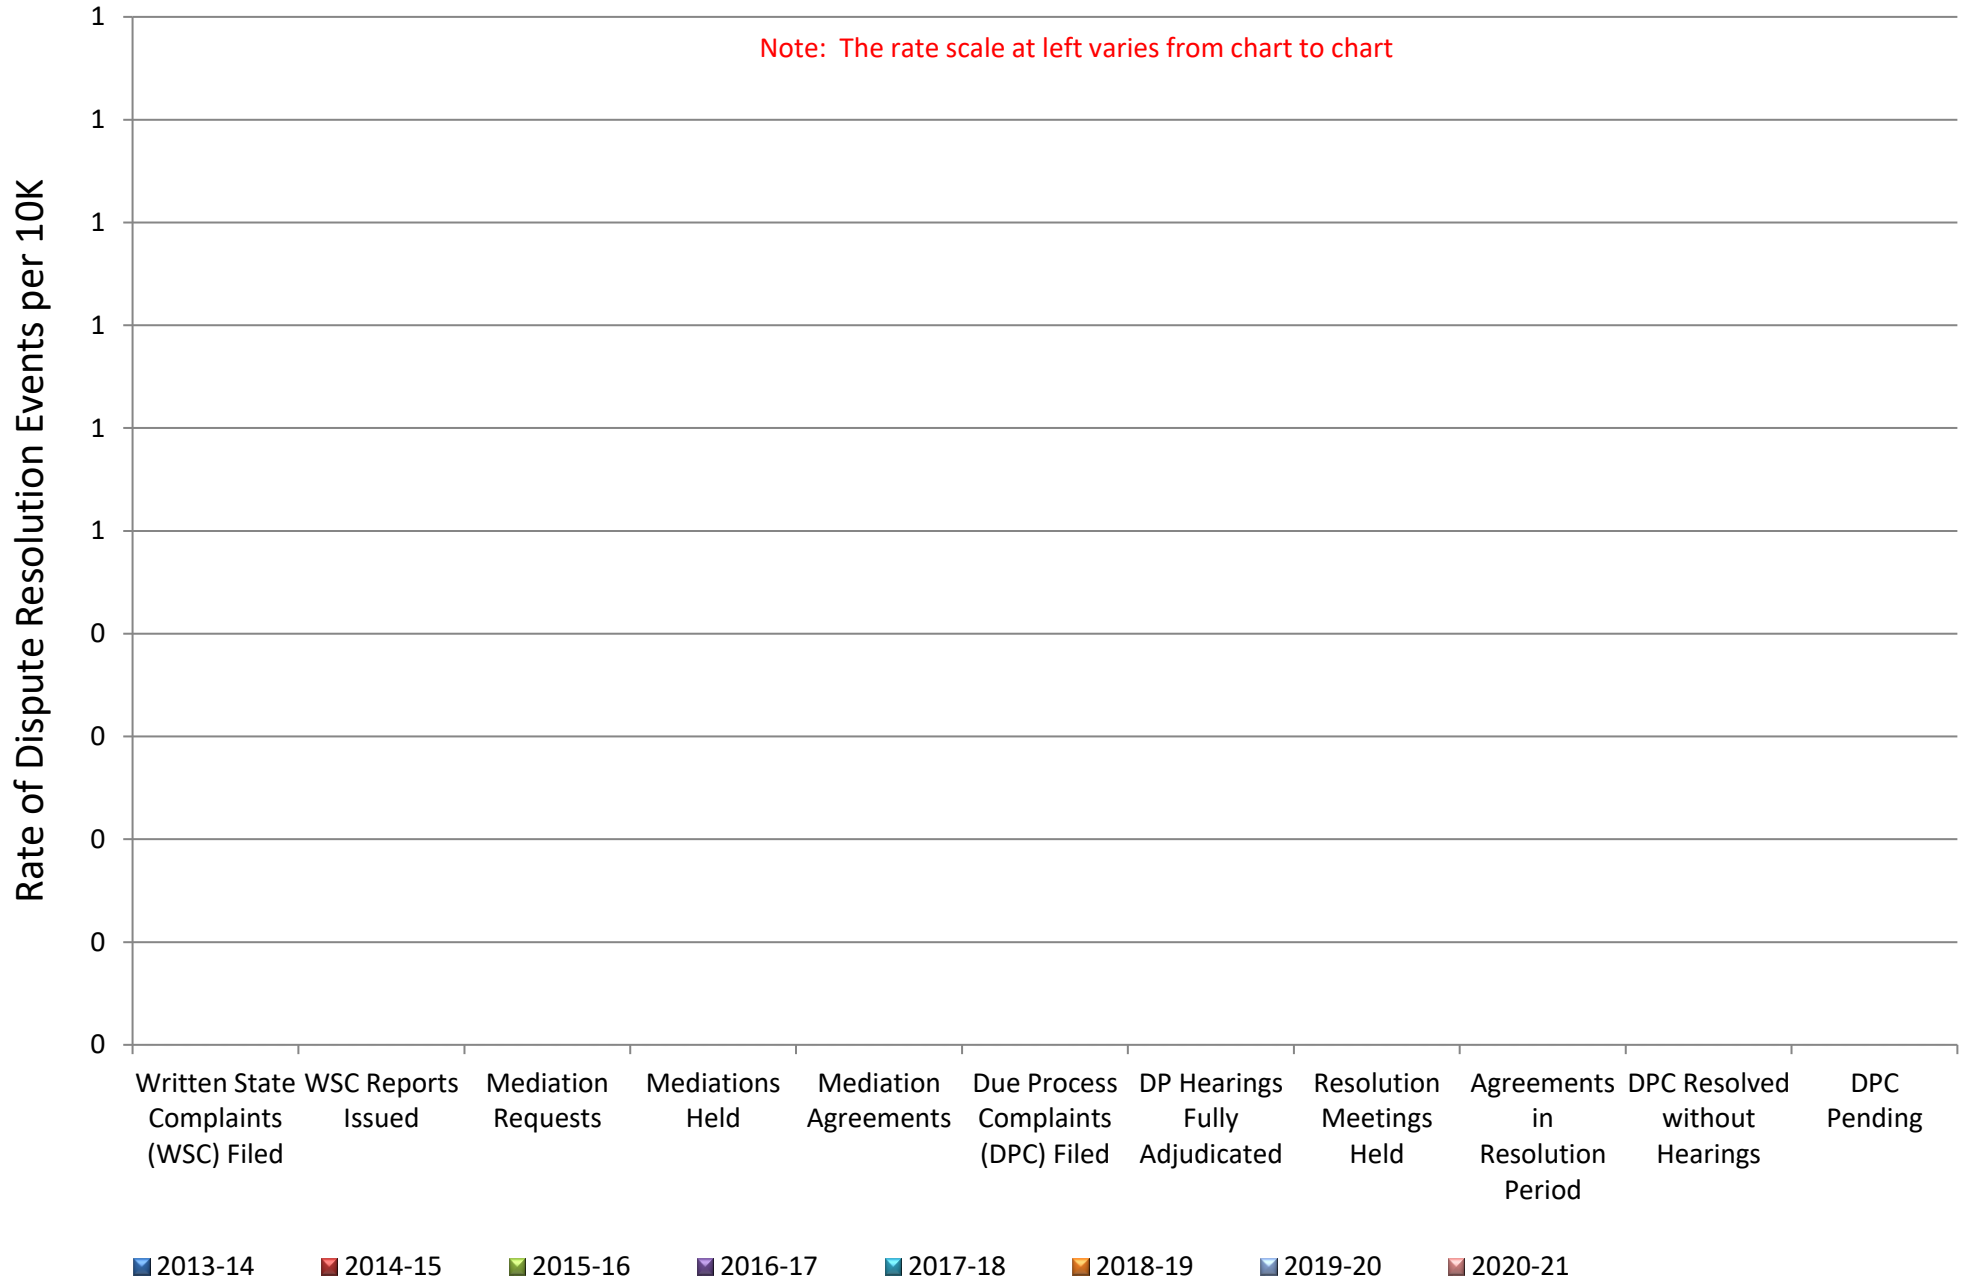 Note:  The rate scale at left varies from chart to chart
Rate of Dispute Resolution Events per 10K
1
1
1
1
1
1
0
0
0
0
0
Written State
Complaints
(WSC) Filed
WSC Reports
Issued
Mediation
Requests
Mediations
Held
Mediation
Agreements
Due Process
Complaints
(DPC) Filed
DP Hearings
Fully
Adjudicated
Resolution
Meetings
Held
Agreements
in
Resolution
Period
DPC Resolved
without
Hearings
DPC
Pending
2013-14
2014-15
2015-16
2016-17
2017-18
2018-19
2019-20
2020-21